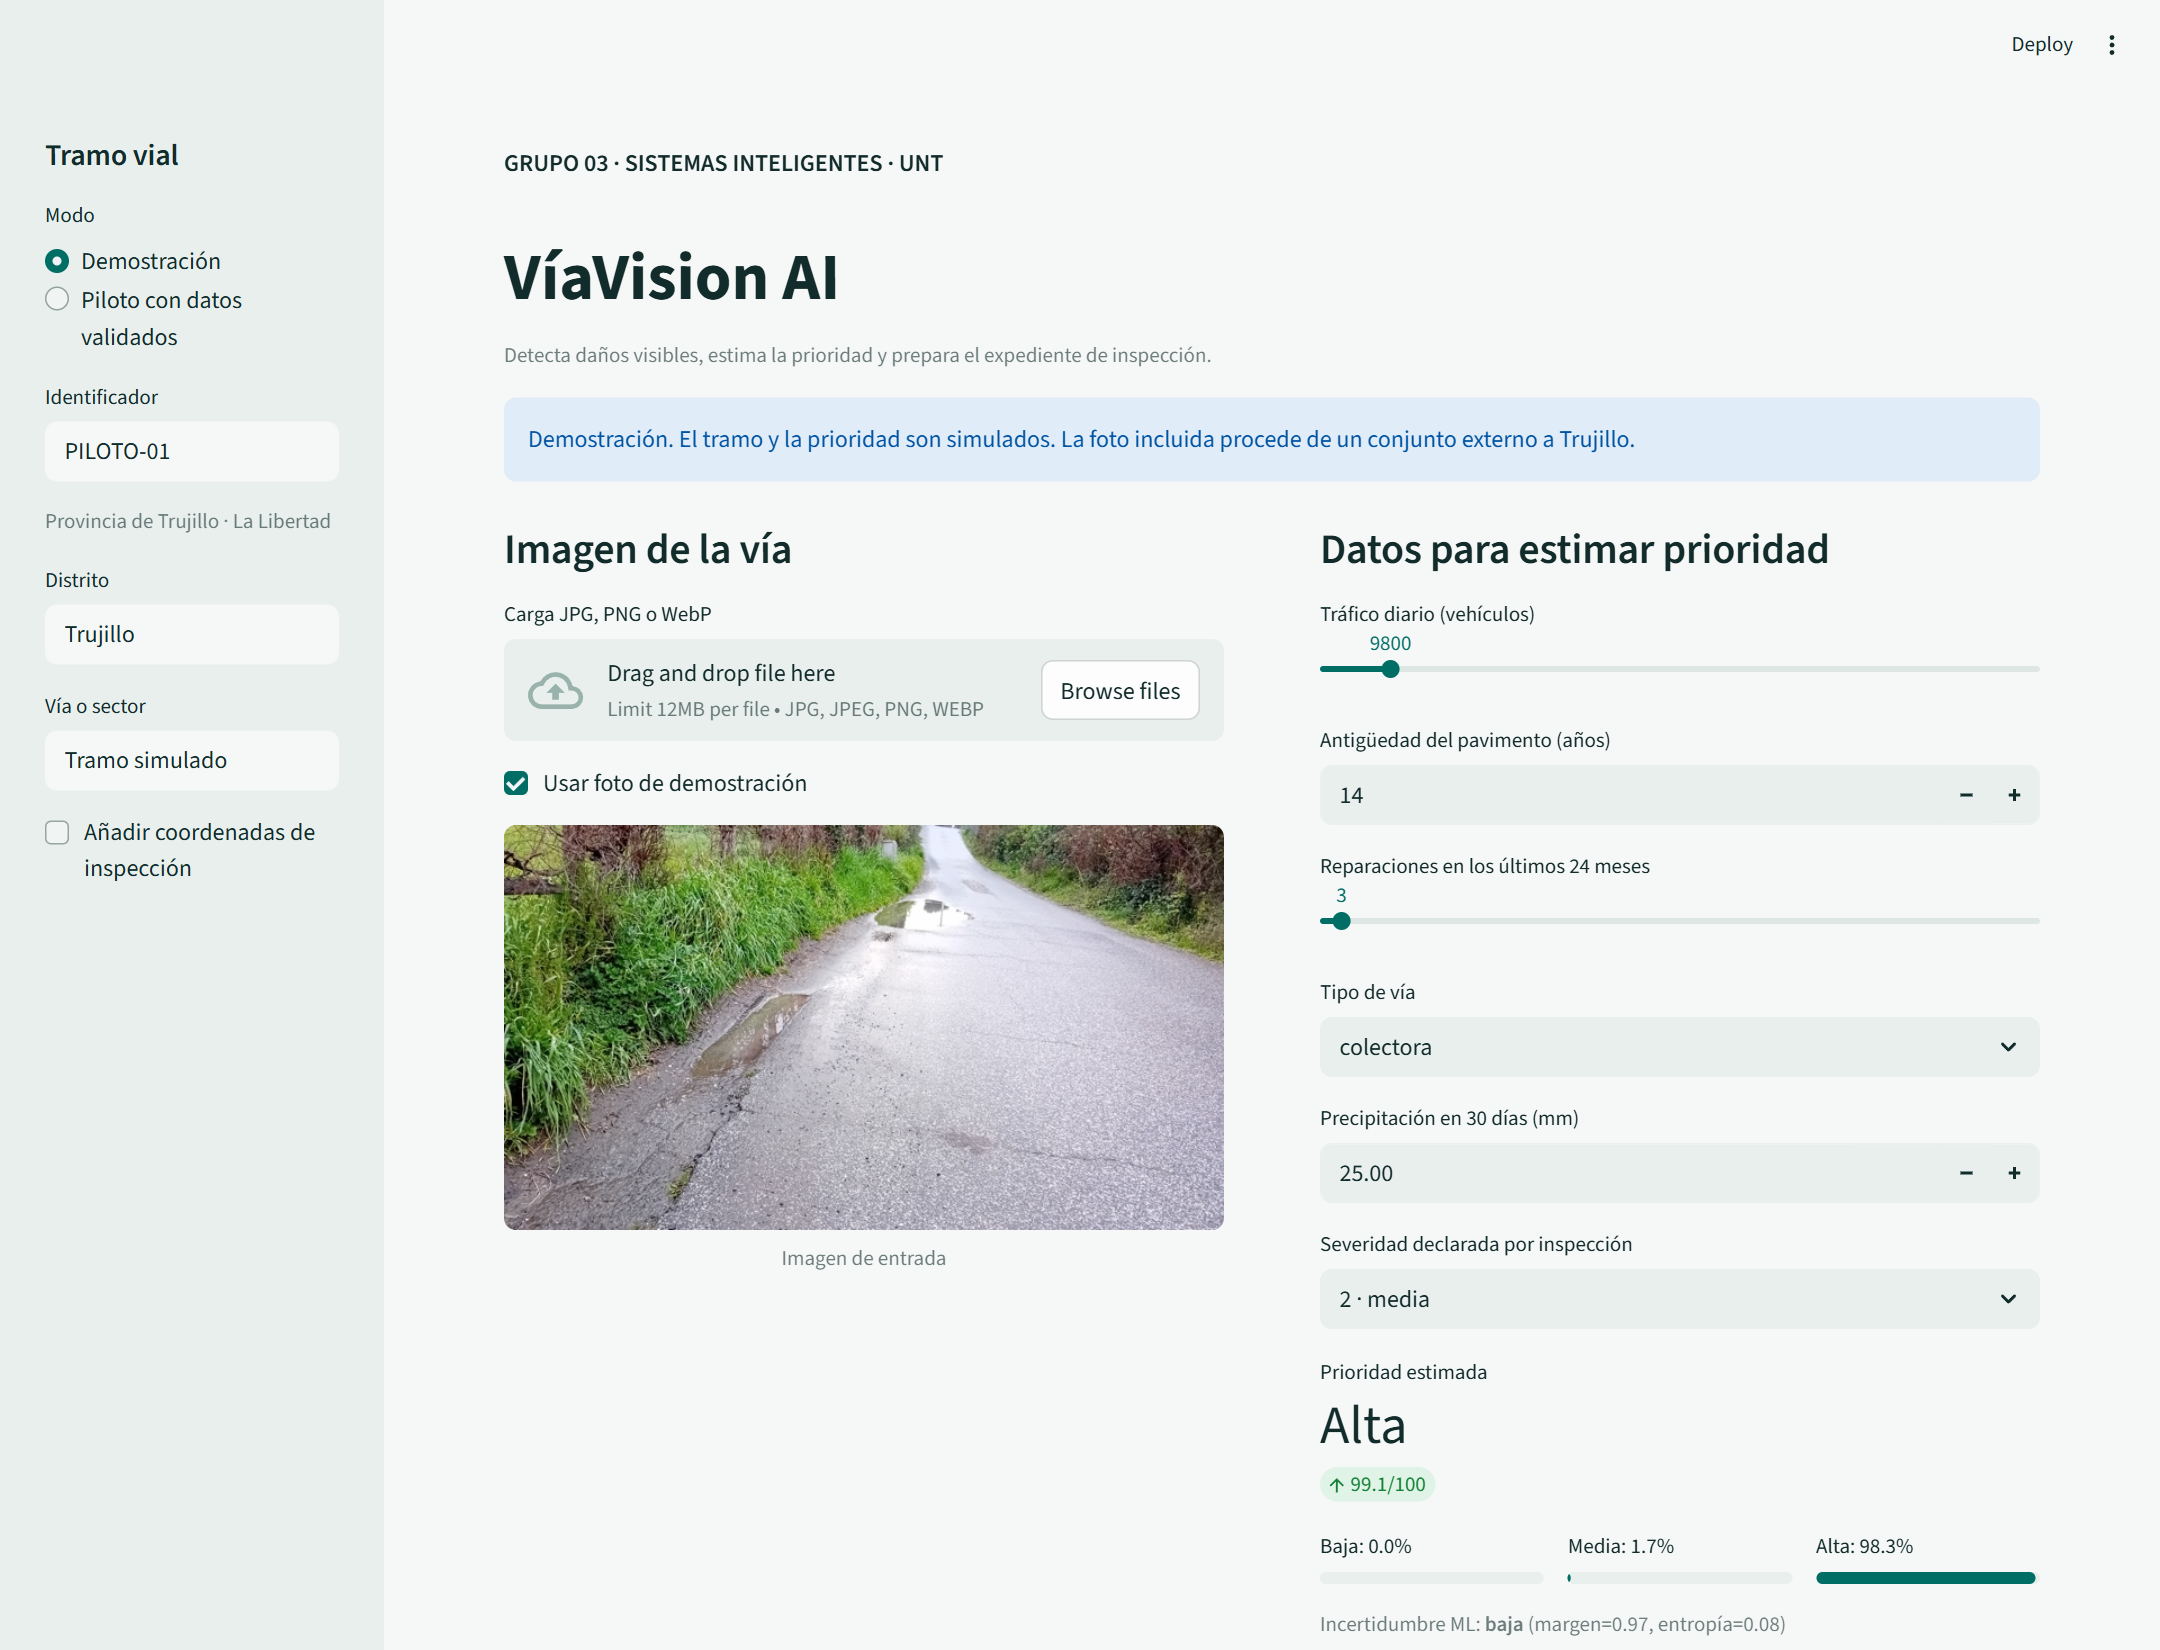 Deploy
Tramo vial
Modo
Demostración
Piloto con datos
validados
Identificador
PILOTO-01
Provincia de Trujillo · La Libertad
Distrito
Trujillo
Vía o sector
Tramo simulado
Añadir coordenadas de
inspección
GRUPO 03 · SISTEMAS INTELIGENTES · UNT
VíaVision AI
Detecta daños visibles, estima la prioridad y prepara el expediente de inspección.
Demostración. El tramo y la prioridad son simulados. La foto incluida procede de un conjunto externo a Trujillo.
Imagen de la vía
Carga JPG, PNG o WebP
Drag and drop file here
Limit 12MB per file • JPG, JPEG, PNG, WEBP
Browse files
Usar foto de demostración
Imagen de entrada
Datos para estimar prioridad
Tráfico diario (vehículos)
9800
Antigüedad del pavimento (años)
14
Reparaciones en los últimos 24 meses
3
Tipo de vía
colectora
Precipitación en 30 días (mm)
25.00
Severidad declarada por inspección
2 · media
Prioridad estimada
Alta
↑ 99.1/100
Baja: 0.0%
Media: 1.7%
Alta: 98.3%
Incertidumbre ML: baja (margen=0.97, entropía=0.08)